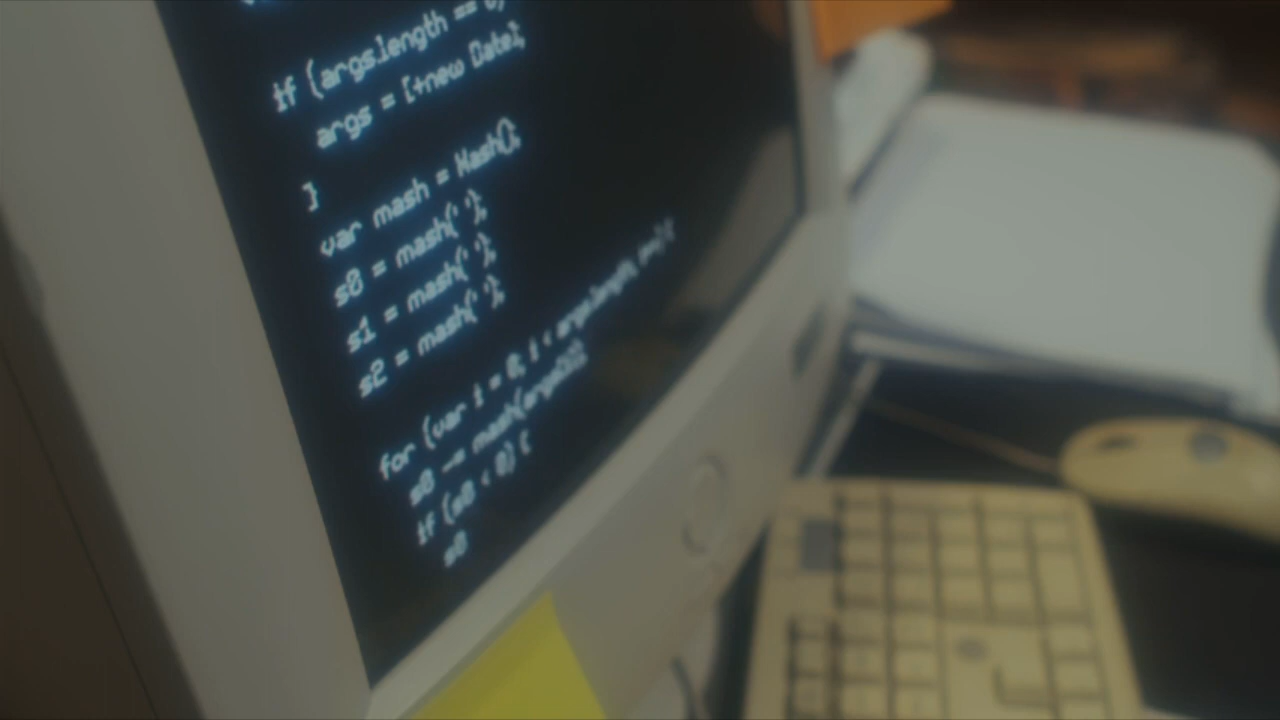 if (args.length == 0)
args = [+new Date];
}
var mash = Mash();
s0 = mash(' ');
s1 = mash(' ');
s2 = mash(' ');
for (var i = 0; i < args.length; i++) {
s0 -= mash(args[i]);
if (s0 < 0) {
s0